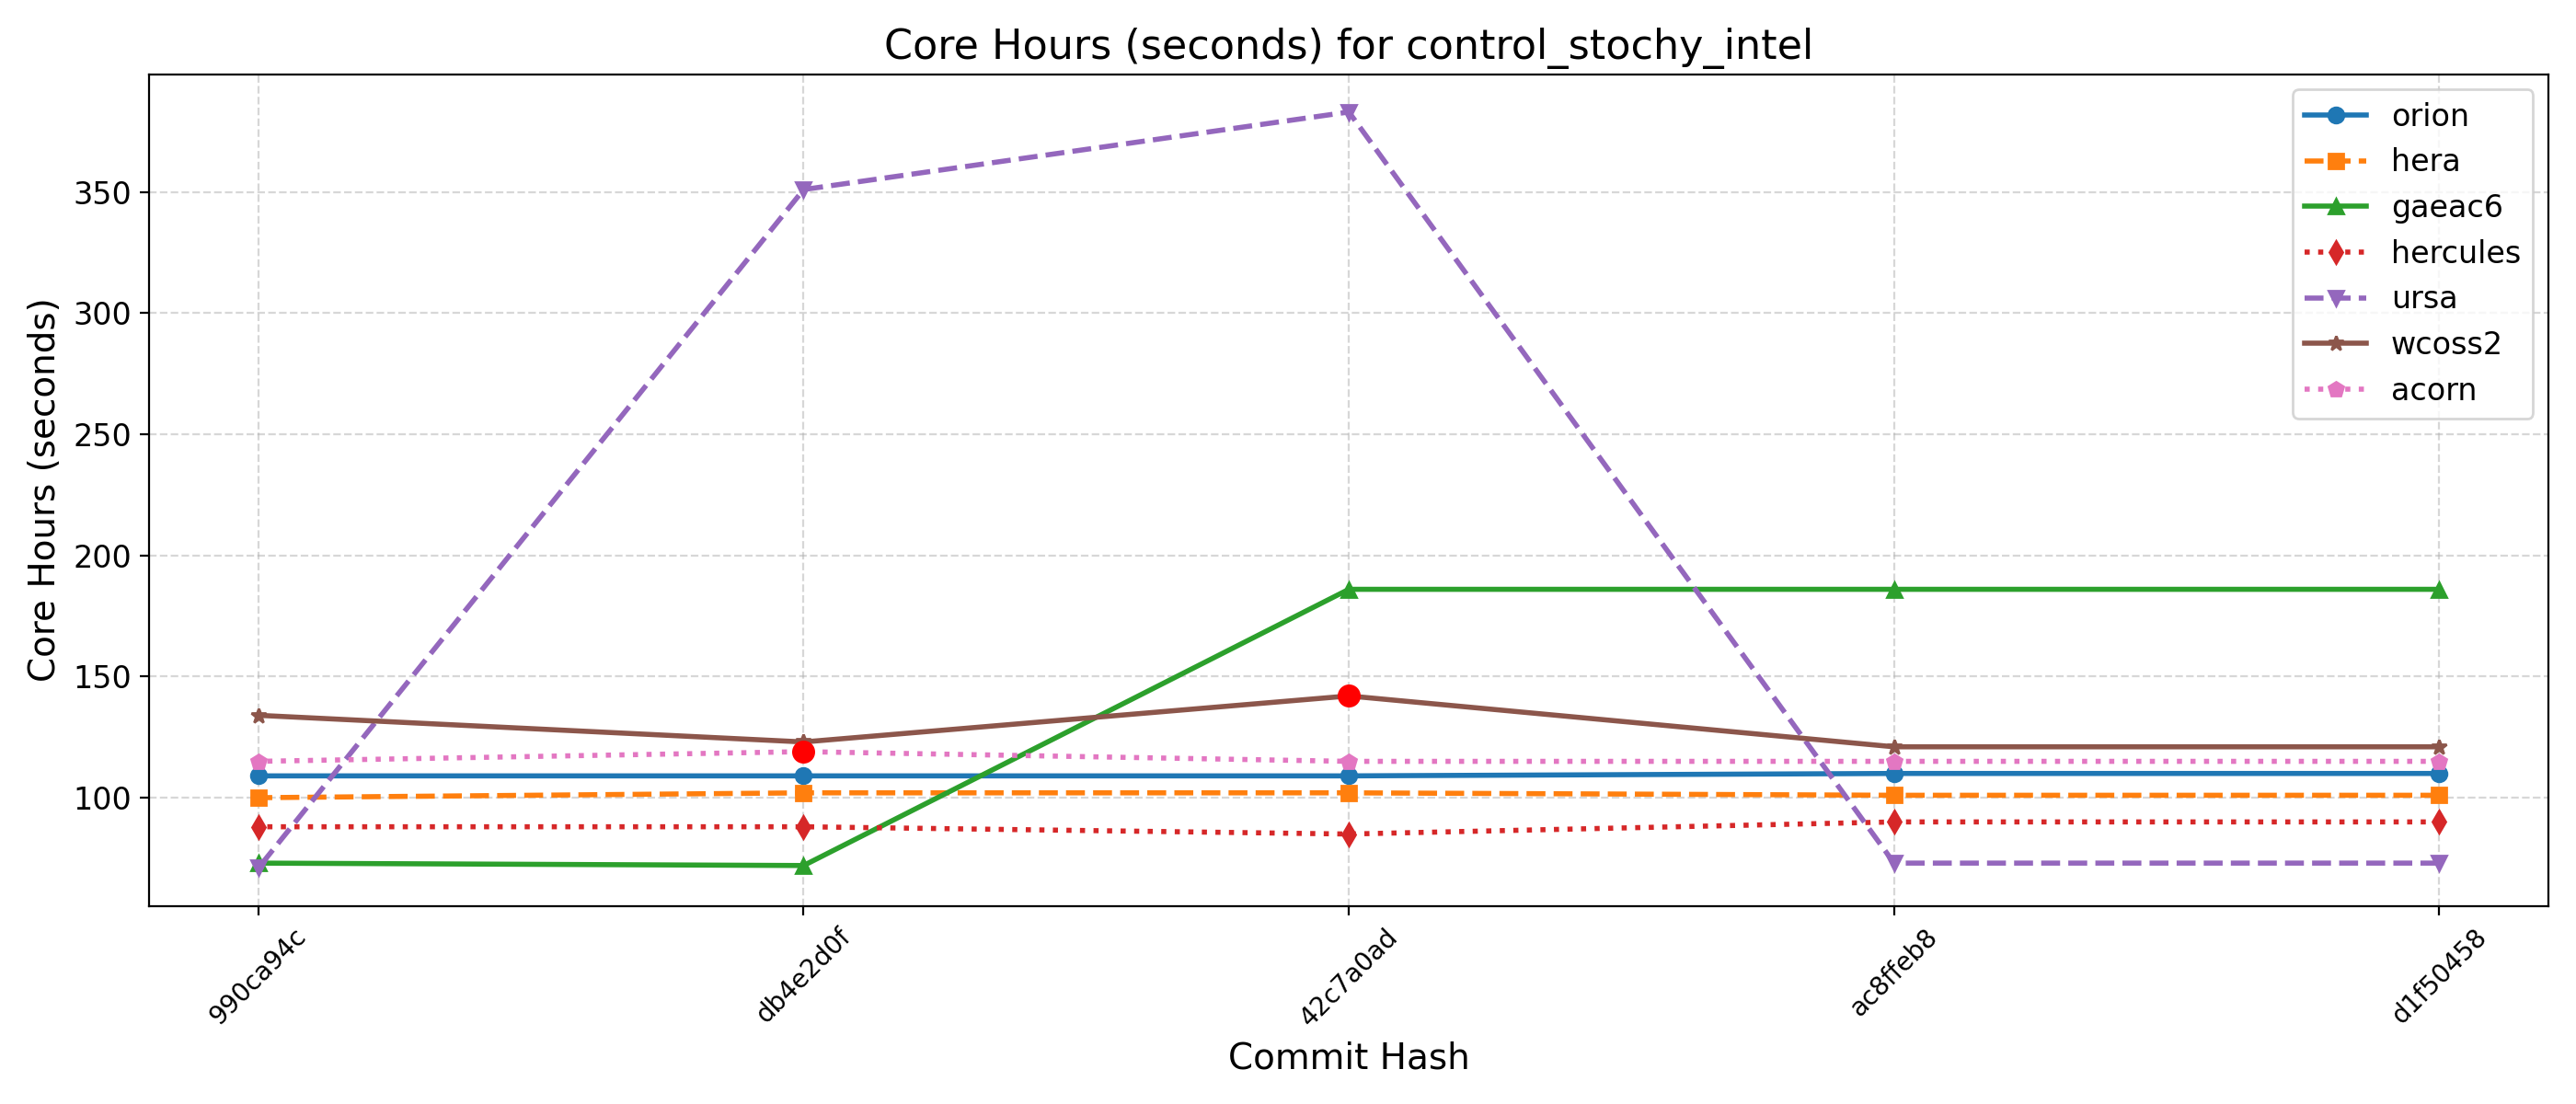 Core Hours (seconds) for control_stochy_intel
Core Hours (seconds)
350
300
250
200
150
100
orion
hera
gaeac6
hercules
ursa
wcoss2
acorn
990ca94c
db4e2d0f
42c7a0ad
ac8ffeb8
d1f50458
Commit Hash